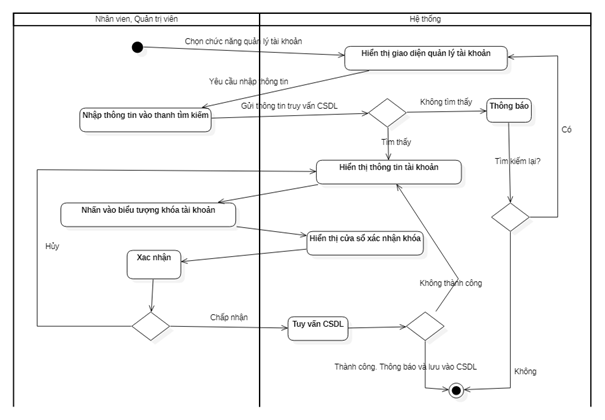 Nhân vien, Quản trị viên
Hệ thống
Chọn chức năng quản lý tài khoản
Hiển thị giao diện quản lý tài khoản
Yêu cầu nhập thông tin
Nhập thông tin vào thanh tìm kiếm
Gửi thông tin truy vấn CSDL
Không tìm thấy
Thông báo
Có
Tìm thấy
Tìm kiếm lại?
Hiển thị thông tin tài khoản
Nhấn vào biểu tượng khóa tài khoản
Hiển thị cửa sổ xác nhận khóa
Hủy
Xac nhận
Không thành công
Chấp nhận
Tuy vấn CSDL
Thành công. Thông báo và lưu vào CSDL
Không